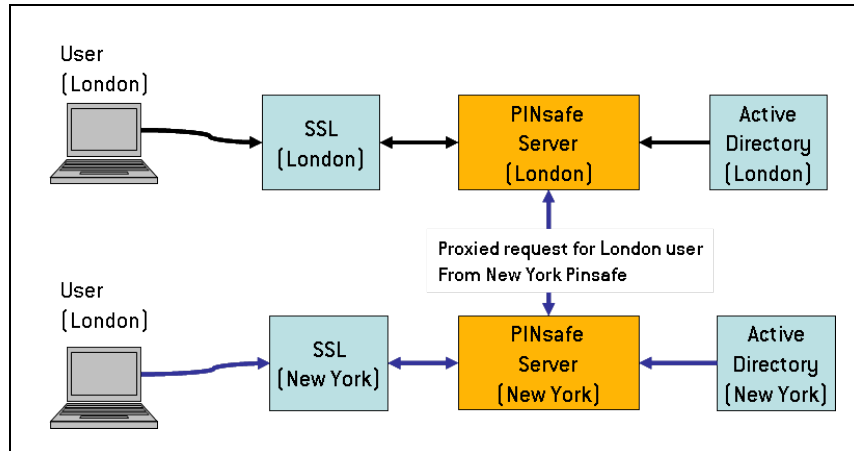 User
(London)
SSL
(London)
PINsafe
Server
(London)
Active
Directory
(London)
Proxied request for London user
From New York Pinsafe
User
(London)
SSL
(New York)
PINsafe
Server
(New York)
Active
Directory
(New York)